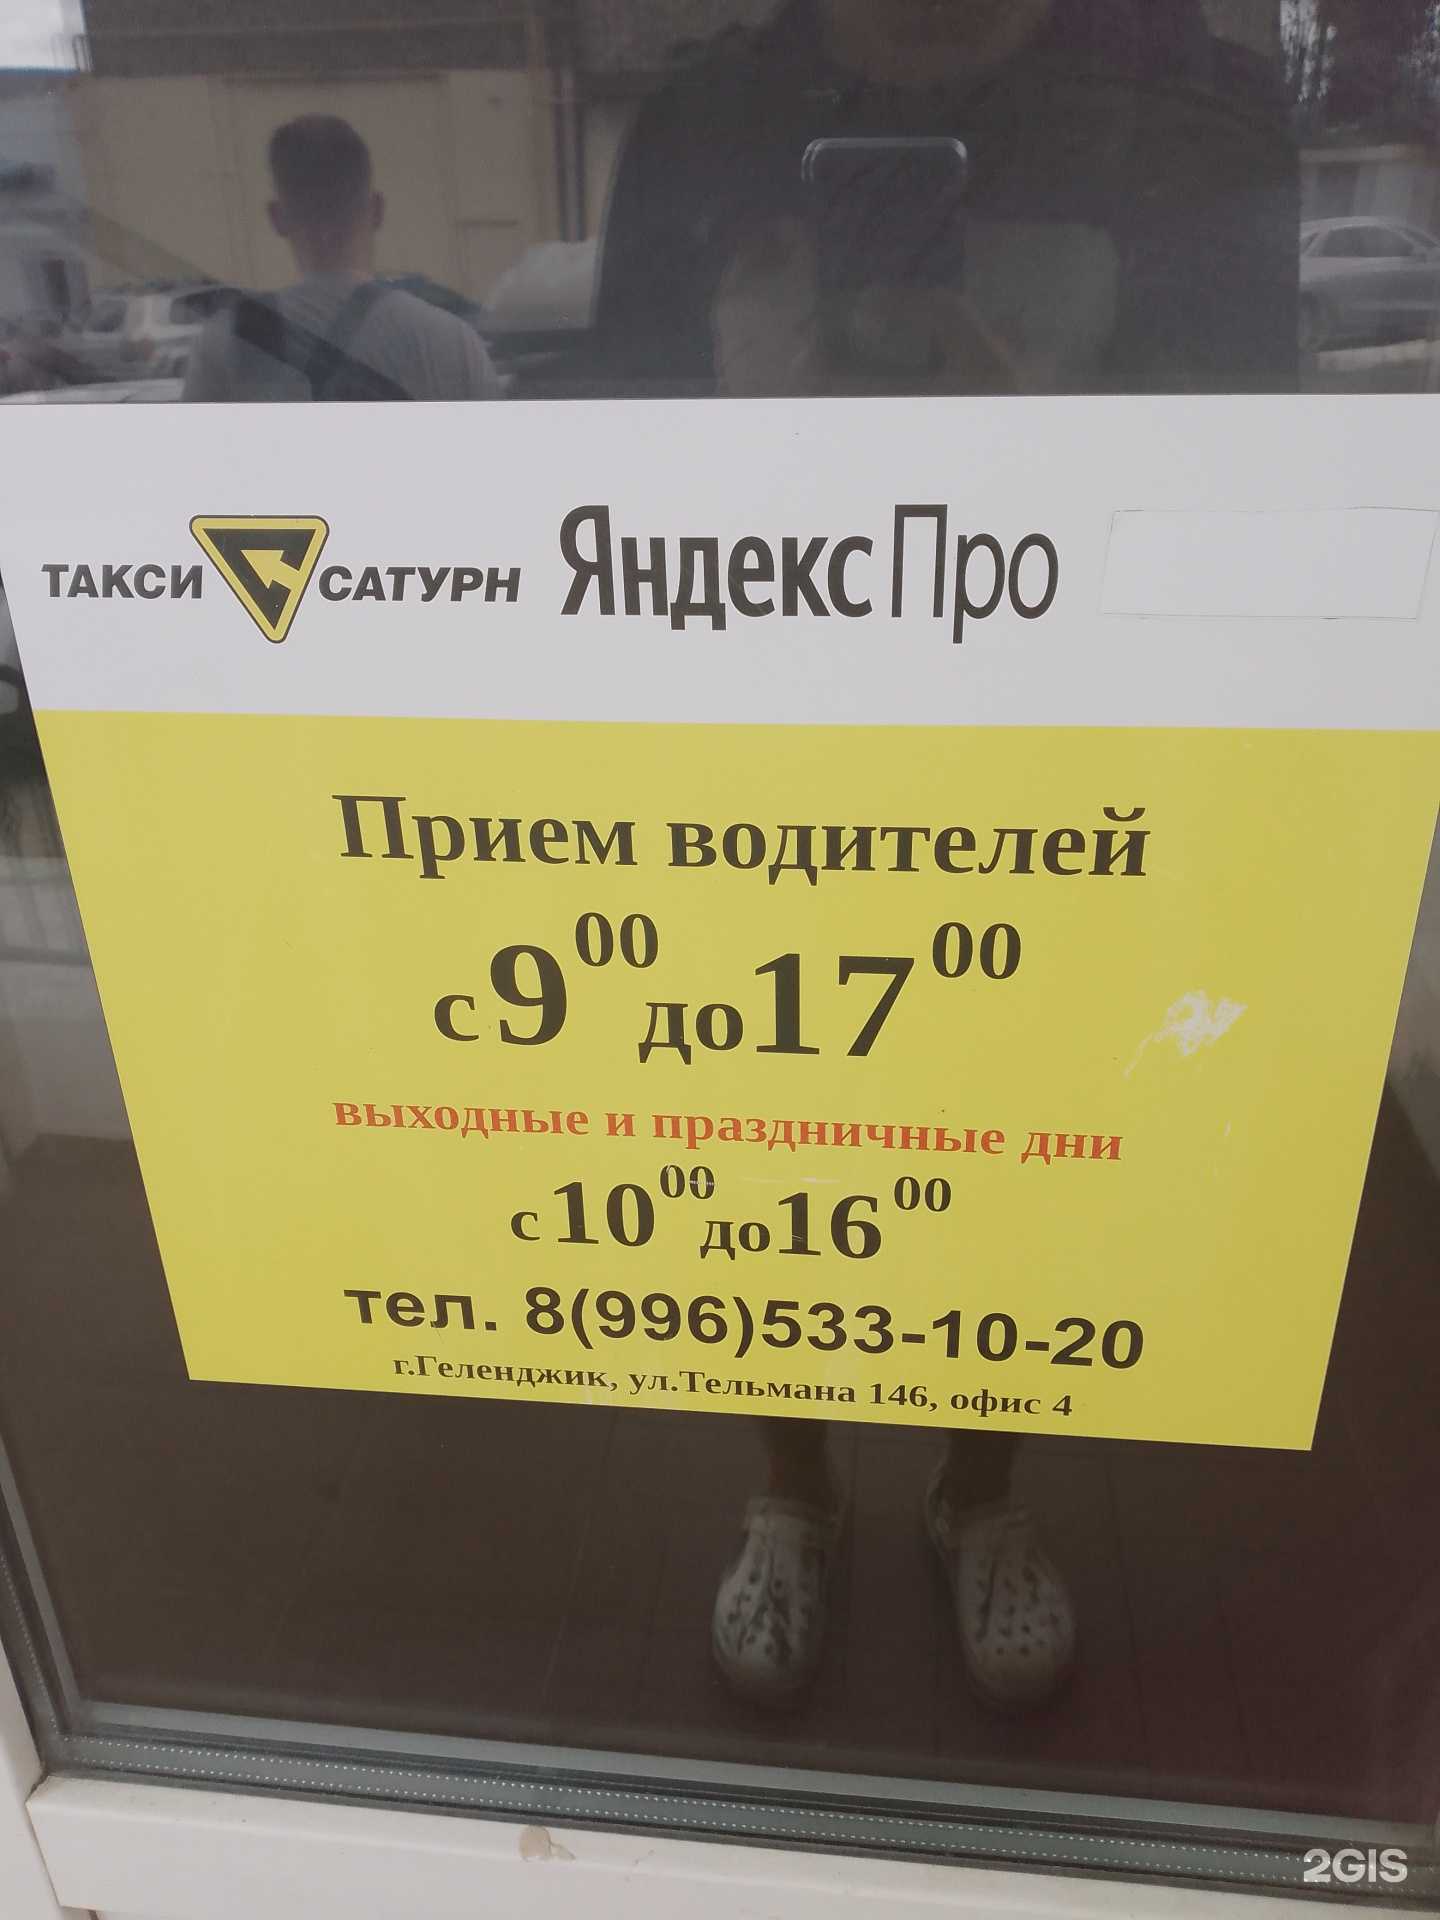 ТАКСИ САТУРН ЯндексПро
Прием водителей
с 9 00 до 17 00
выходные и праздничные дни
с 10 00 до 16 00
тел. 8(996)533-10-20
г.Геленджик, ул.Тельмана 146, офис 4
2GIS